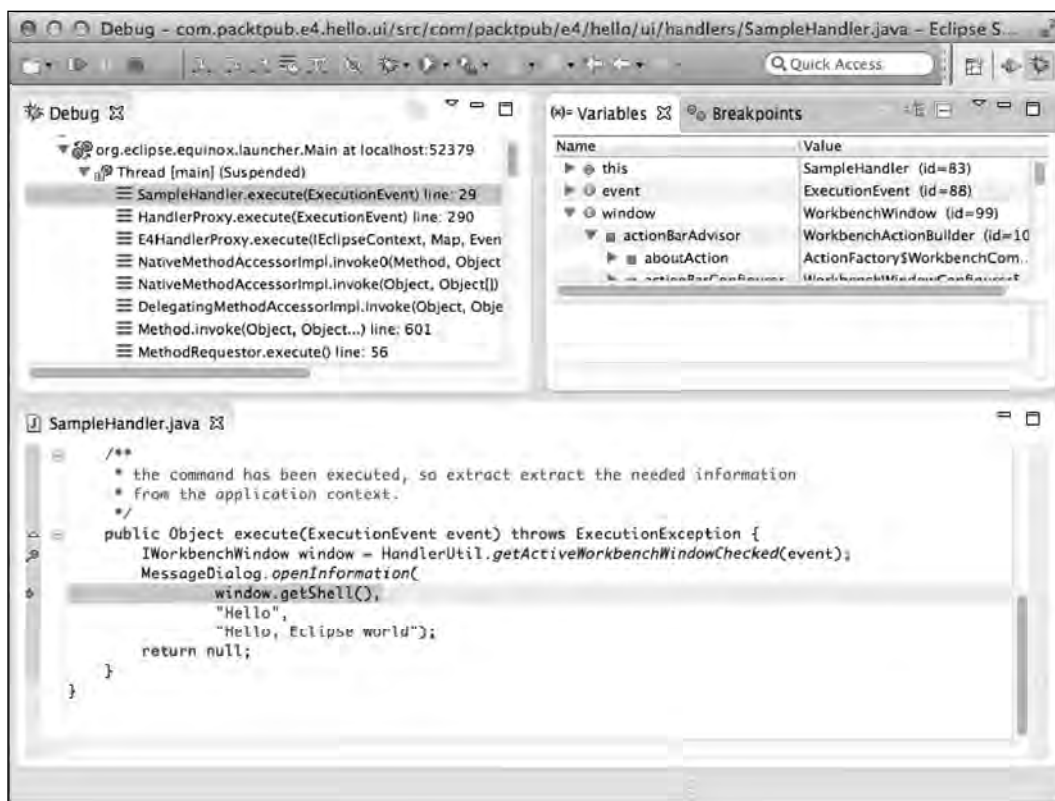 Debug - com.packtpub.e4.hello.ui/src/com/packtpub/e4/hello/ui/handlers/SampleHandler.java - Eclipse S...
Quick Access
Debug
org.eclipse.equinox.launcher.Main at localhost:52379
Thread [main] (Suspended)
SampleHandler.execute(ExecutionEvent) line: 29
HandlerProxy.execute(ExecutionEvent) line: 290
E4HandlerProxy.execute(IEclipseContext, Map, Even
NativeMethodAccessorImpl.invoke0(Method, Object
NativeMethodAccessorImpl.invoke(Object, Object[])
DelegatingMethodAccessorImpl.invoke(Object, Obje
Method.invoke(Object, Object...) line: 601
MethodRequestor.execute() line: 56
(x)= Variables
Breakpoints
Name Value
this SampleHandler (id=83)
event ExecutionEvent (id=88)
window WorkbenchWindow (id=99)
actionBarAdvisor WorkbenchActionBuilder (id=10
aboutAction ActionFactory$WorkbenchCom...
SampleHandler.java
/**
* the command has been executed, so extract extract the needed information
* from the application context.
*/
public Object execute(ExecutionEvent event) throws ExecutionException {
IWorkbenchWindow window = HandlerUtil.getActiveWorkbenchWindowChecked(event);
MessageDialog.openInformation(
window.getShell(),
"Hello",
"Hello, Eclipse world");
return null;
}
}